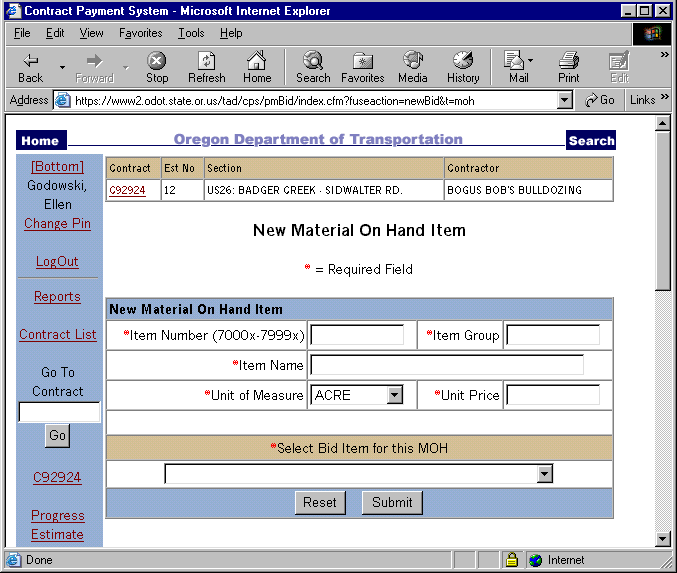 Contract Payment System - Microsoft Internet Explorer
File Edit View Favorites Tools Help
Back Forward Stop Refresh Home Search Favorites Media History Mail Print Edit
Address https://www2.odot.state.or.us/tad/cps/pmBid/index.cfm?fuseaction=newBid&t=moh Go Links
Home Oregon Department of Transportation Search
[Bottom]
Godowski,
Ellen
Change Pin
LogOut
Reports
Contract List
Go To
Contract
Go
C92924
Progress
Estimate
Contract Est No Section Contractor
C92924 12 US26: BADGER CREEK - SIDWALTER RD. BOGUS BOB'S BULLDOZING
New Material On Hand Item
* = Required Field
New Material On Hand Item
*Item Number (7000x-7999x) *Item Group
*Item Name
*Unit of Measure ACRE *Unit Price
*Select Bid Item for this MOH
Reset Submit
Done Internet